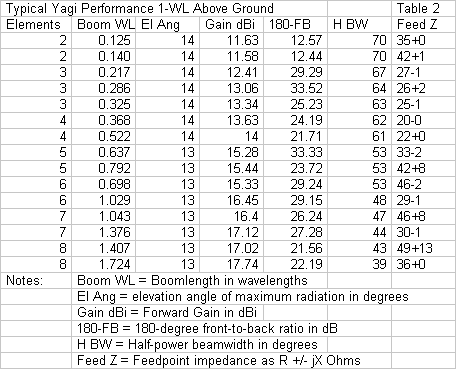 Typical Yagi Performance 1-WL Above Ground Table 2
Elements Boom WL El Ang Gain dBi 180-FB H BW Feed Z
2 0.125 14 11.63 12.57 70 35+0
2 0.140 14 11.58 12.44 70 42+1
3 0.217 14 12.41 29.29 67 27-1
3 0.286 14 13.06 33.52 64 26+2
3 0.325 14 13.34 25.23 63 25-1
4 0.368 14 13.63 24.19 62 20-0
4 0.522 14 14 21.71 61 22+0
5 0.637 13 15.28 33.33 53 33-2
5 0.792 13 15.44 23.72 53 42+8
6 0.698 13 15.33 29.24 53 46-2
6 1.029 13 16.45 29.15 48 29-1
7 1.043 13 16.4 26.24 47 46+8
7 1.376 13 17.12 27.28 44 30-1
8 1.407 13 17.02 21.56 43 49+13
8 1.724 13 17.74 22.19 39 36+0
Notes: Boom WL = Boomlength in wavelengths
El Ang = elevation angle of maximum radiation in degrees
Gain dBi = Forward Gain in dBi
180-FB = 180-degree front-to-back ratio in dB
H BW = Half-power beamwidth in degrees
Feed Z = Feedpoint impedance as R +/- jX Ohms